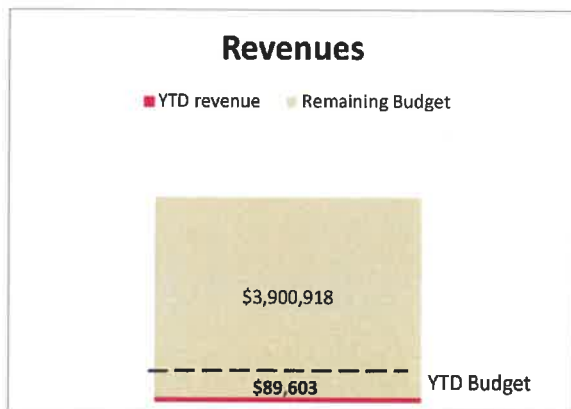 Revenues
YTD revenue Remaining Budget
$3,900,918
$89,603
YTD Budget